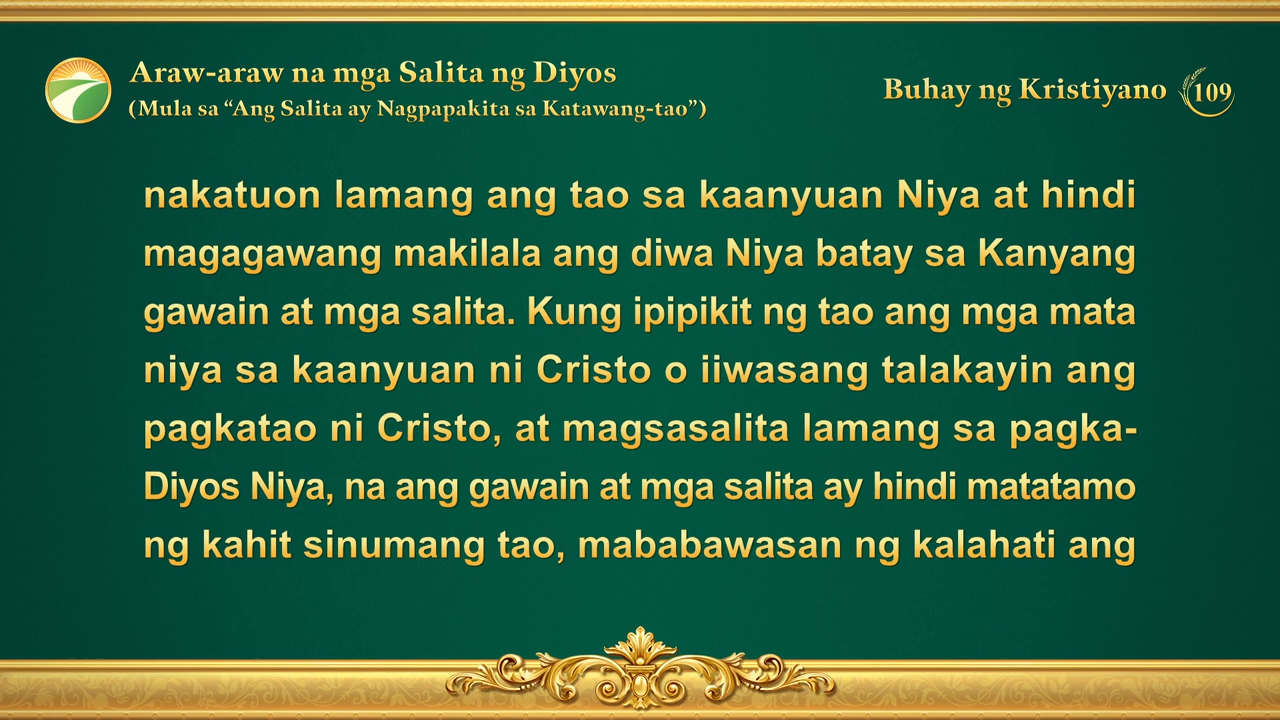 Araw-araw na mga Salita ng Diyos
(Mula sa “Ang Salita ay Nagpapakita sa Katawang-tao”)
Buhay ng Kristiyano 109
nakatuon lamang ang tao sa kaanyuan Niya at hindi
magagawang makilala ang diwa Niya batay sa Kanyang
gawain at mga salita. Kung ipipikit ng tao ang mga mata
niya sa kaanyuan ni Cristo o iiwasang talakayin ang
pagkatao ni Cristo, at magsasalita lamang sa pagka-
Diyos Niya, na ang gawain at mga salita ay hindi matatamo
ng kahit sinumang tao, mababawasan ng kalahati ang